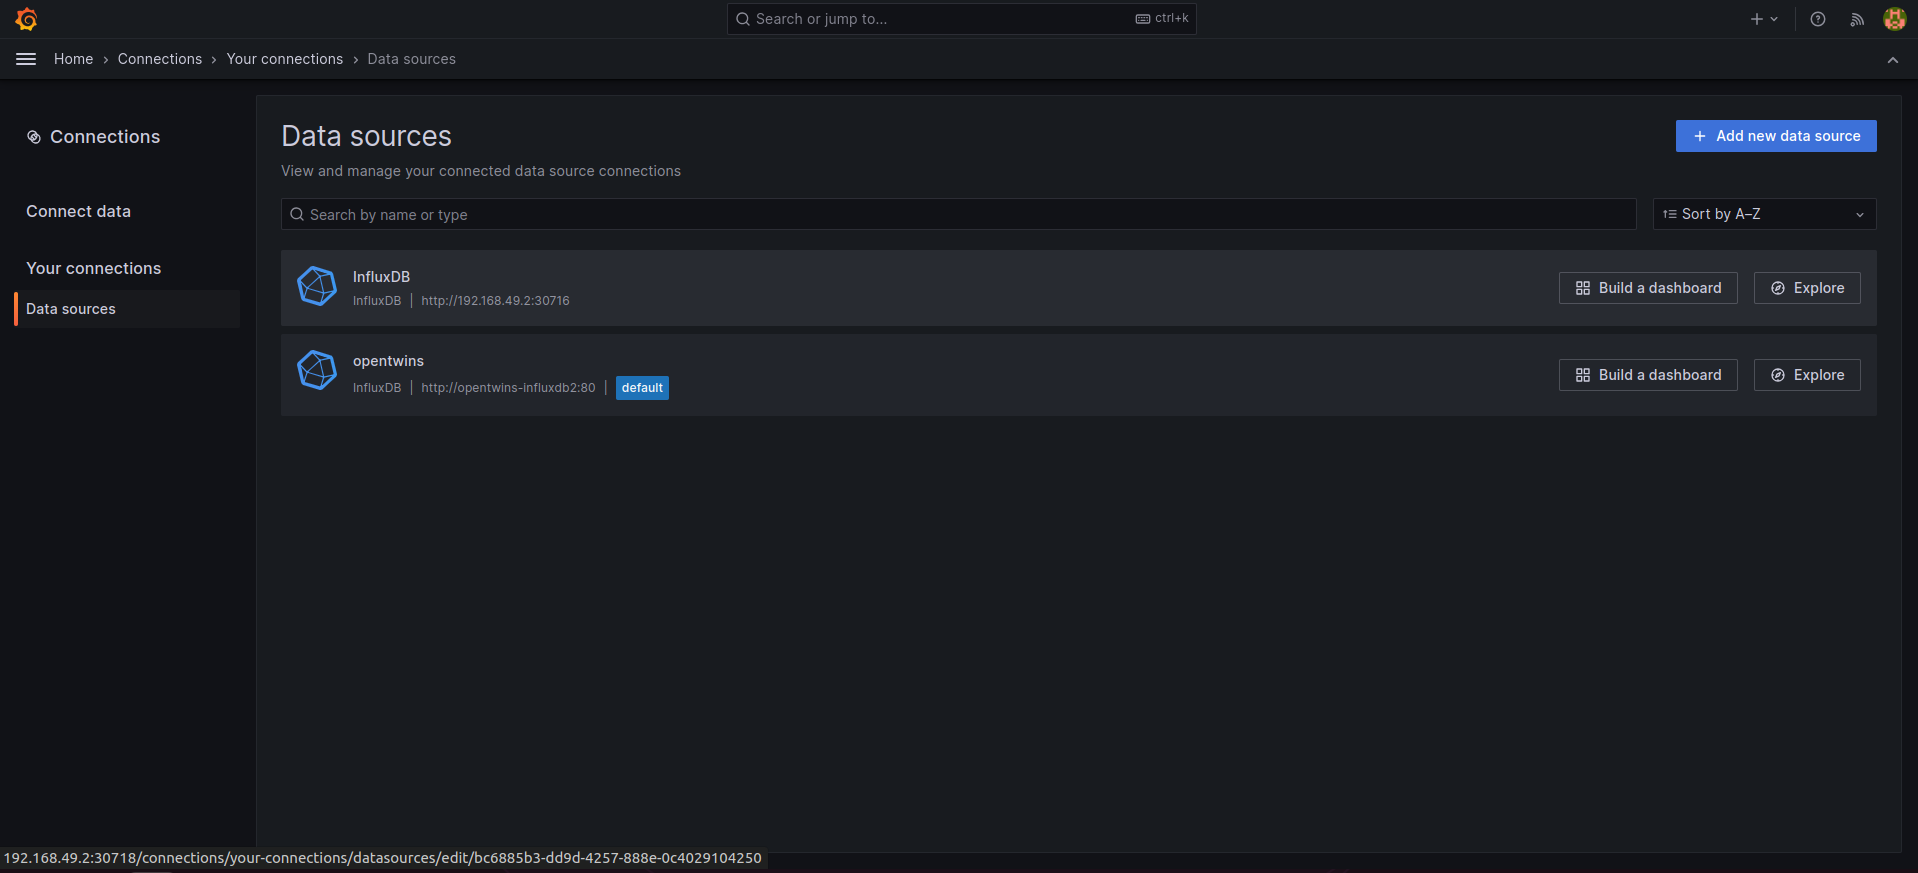 Search or jump to...
ctrl+k
Home › Connections › Your connections › Data sources
Connections
Connect data
Your connections
Data sources
Data sources
Add new data source
View and manage your connected data source connections
Search by name or type
Sort by A–Z
InfluxDB
InfluxDB | http://192.168.49.2:30716
Build a dashboard
Explore
opentwins
InfluxDB | http://opentwins-influxdb2:80 | default
Build a dashboard
Explore
192.168.49.2:30718/connections/your-connections/datasources/edit/bc6885b3-dd9d-4257-888e-0c4029104250